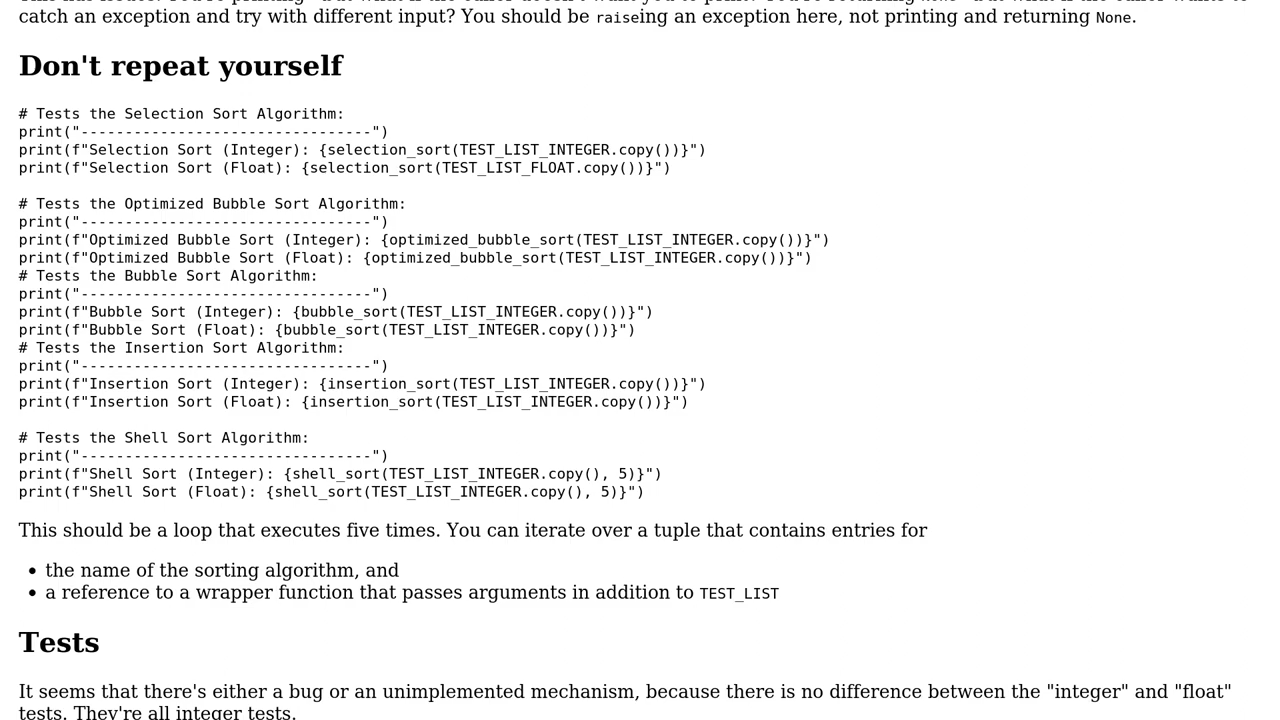 catch an exception and try with different input? You should be raiseing an exception here, not printing and returning None.
Don't repeat yourself
# Tests the Selection Sort Algorithm:
print("---------------------------------")
print(f"Selection Sort (Integer): {selection_sort(TEST_LIST_INTEGER.copy())}")
print(f"Selection Sort (Float): {selection_sort(TEST_LIST_FLOAT.copy())}")
# Tests the Optimized Bubble Sort Algorithm:
print("---------------------------------")
print(f"Optimized Bubble Sort (Integer): {optimized_bubble_sort(TEST_LIST_INTEGER.copy())}")
print(f"Optimized Bubble Sort (Float): {optimized_bubble_sort(TEST_LIST_INTEGER.copy())}")
# Tests the Bubble Sort Algorithm:
print("---------------------------------")
print(f"Bubble Sort (Integer): {bubble_sort(TEST_LIST_INTEGER.copy())}")
print(f"Bubble Sort (Float): {bubble_sort(TEST_LIST_INTEGER.copy())}")
# Tests the Insertion Sort Algorithm:
print("---------------------------------")
print(f"Insertion Sort (Integer): {insertion_sort(TEST_LIST_INTEGER.copy())}")
print(f"Insertion Sort (Float): {insertion_sort(TEST_LIST_INTEGER.copy())}")
# Tests the Shell Sort Algorithm:
print("---------------------------------")
print(f"Shell Sort (Integer): {shell_sort(TEST_LIST_INTEGER.copy(), 5)}")
print(f"Shell Sort (Float): {shell_sort(TEST_LIST_INTEGER.copy(), 5)}")
This should be a loop that executes five times. You can iterate over a tuple that contains entries for
• the name of the sorting algorithm, and
• a reference to a wrapper function that passes arguments in addition to TEST_LIST
Tests
It seems that there's either a bug or an unimplemented mechanism, because there is no difference between the "integer" and "float"
tests. They're all integer tests.